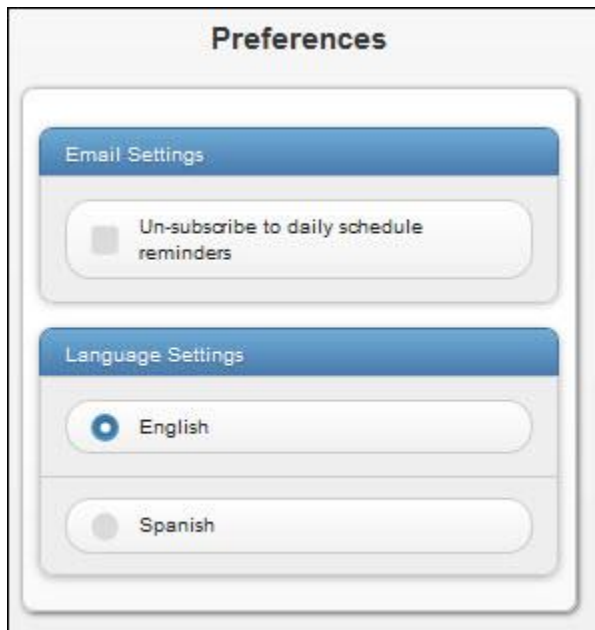 Preferences
Email Settings
Un-subscribe to daily schedule
reminders
Language Settings
English
Spanish